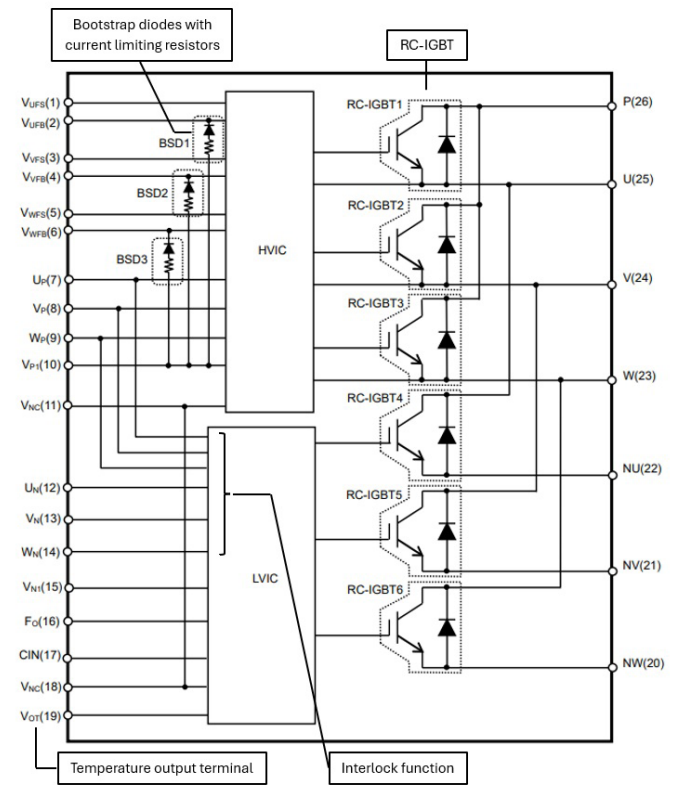 Bootstrap diodes with
current limiting resistors
RC-IGBT
VUFS(1)
VUFB(2)
VVFS(3)
VVFB(4)
VWFS(5)
VWFB(6)
UP(7)
VP(8)
WP(9)
VP1(10)
VNC(11)
UN(12)
VN(13)
WN(14)
VN1(15)
FO(16)
CIN(17)
VNC(18)
VOT(19)
BSD1
BSD2
BSD3
HVIC
LVIC
RC-IGBT1
RC-IGBT2
RC-IGBT3
RC-IGBT4
RC-IGBT5
RC-IGBT6
P(26)
U(25)
V(24)
W(23)
NU(22)
NV(21)
NW(20)
Temperature output terminal
Interlock function